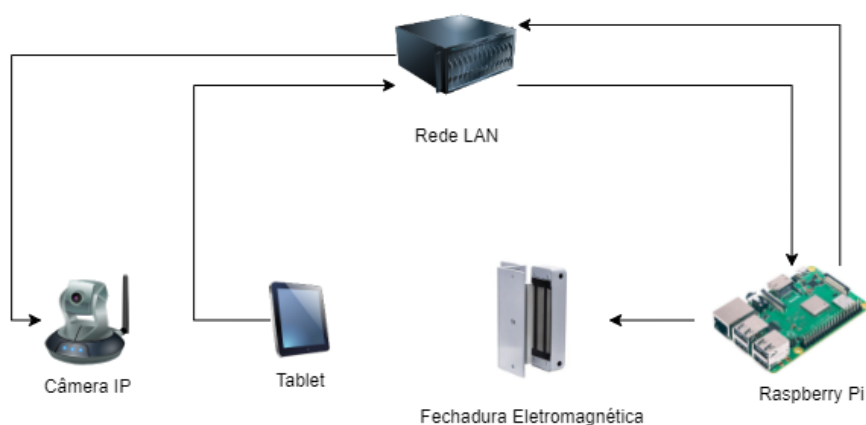 Rede LAN
Câmera IP
Tablet
Fechadura Eletromagnética
Raspberry Pi